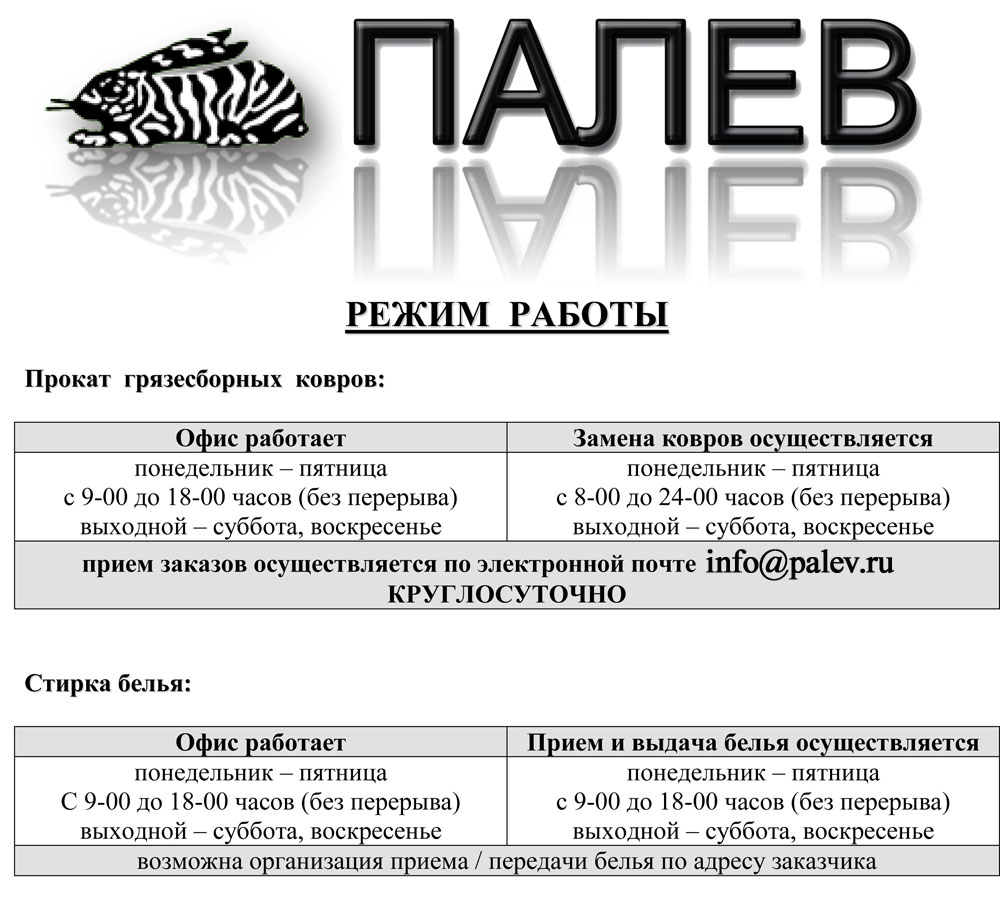 ПАЛЕВ
РЕЖИМ РАБОТЫ
Прокат грязесборных ковров:
Офис работает
понедельник – пятница
с 9-00 до 18-00 часов (без перерыва)
выходной – суббота, воскресенье
Замена ковров осуществляется
понедельник – пятница
с 8-00 до 24-00 часов (без перерыва)
выходной – суббота, воскресенье
прием заказов осуществляется по электронной почте info@palev.ru
КРУГЛОСУТОЧНО
Стирка белья:
Офис работает
понедельник – пятница
С 9-00 до 18-00 часов (без перерыва)
выходной – суббота, воскресенье
Прием и выдача белья осуществляется
понедельник – пятница
с 9-00 до 18-00 часов (без перерыва)
выходной – суббота, воскресенье
возможна организация приема / передачи белья по адресу заказчика